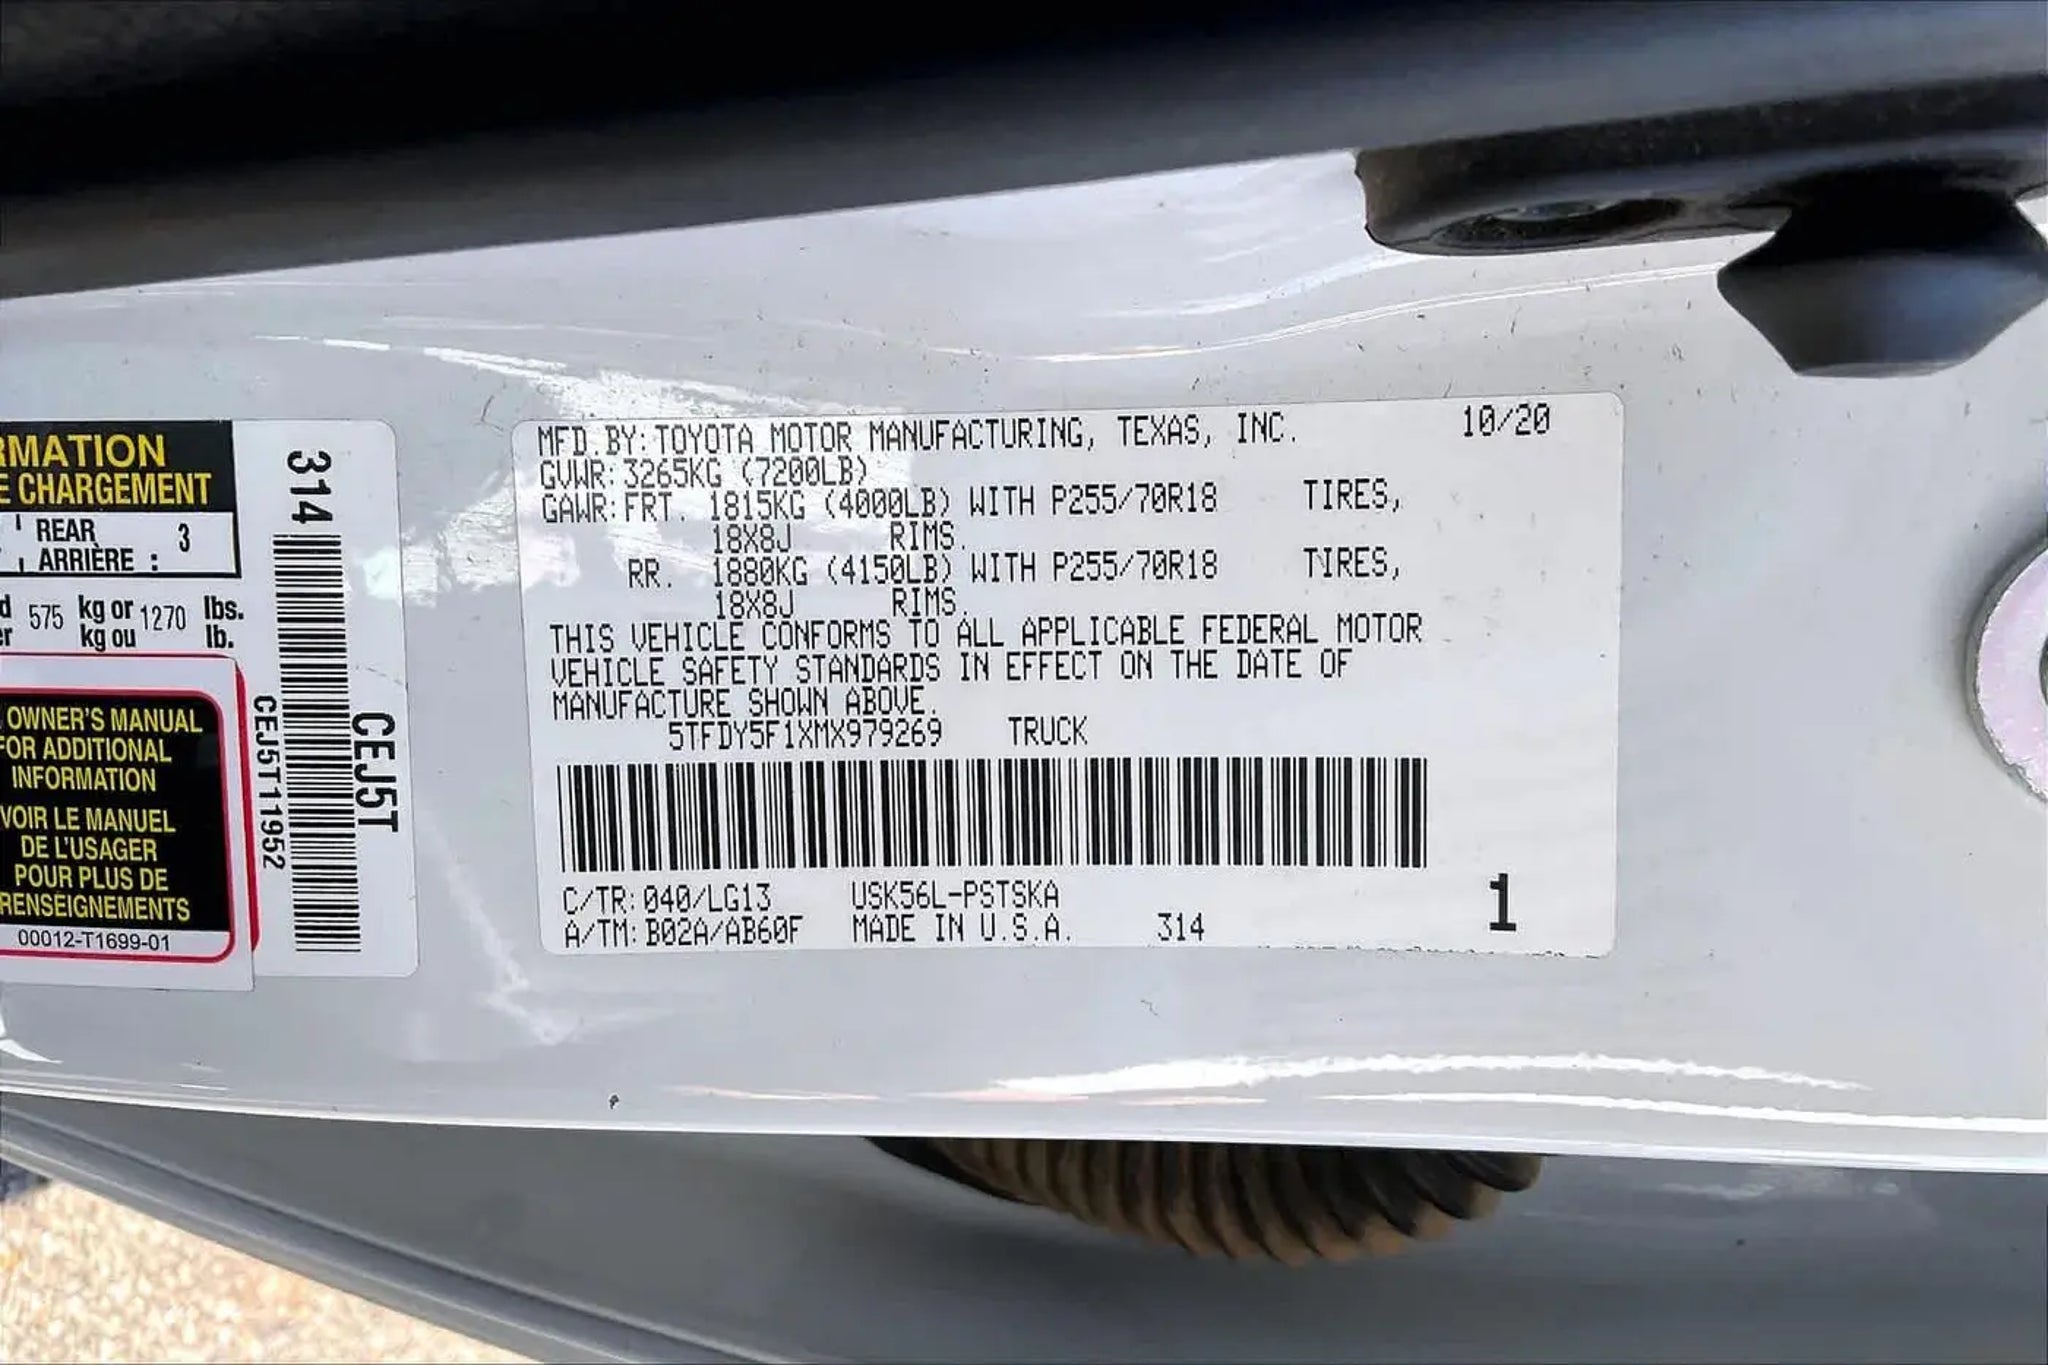 RMATION
E CHARGEMENT
REAR 3
ARRIÈRE :
575 kg or 1270 lbs.
kg ou lb.
OWNER'S MANUAL
FOR ADDITIONAL
INFORMATION
VOIR LE MANUEL
DE L'USAGER
POUR PLUS DE
RENSEIGNEMENTS
00012-T1699-01
314
CEJ5T11952
CEJ5T
MFD. BY: TOYOTA MOTOR MANUFACTURING, TEXAS, INC. 10/20
GVWR: 3265KG (7200LB)
GAWR: FRT. 1815KG (4000LB) WITH P255/70R18 TIRES,
18X8J RIMS.
RR. 1880KG (4150LB) WITH P255/70R18 TIRES,
18X8J RIMS.
THIS VEHICLE CONFORMS TO ALL APPLICABLE FEDERAL MOTOR
VEHICLE SAFETY STANDARDS IN EFFECT ON THE DATE OF
MANUFACTURE SHOWN ABOVE.
5TFDY5F1XMX979269 TRUCK
C/TR: 040/LG13 USK56L-PSTSKA
A/TM: B02A/AB60F MADE IN U.S.A. 314 1